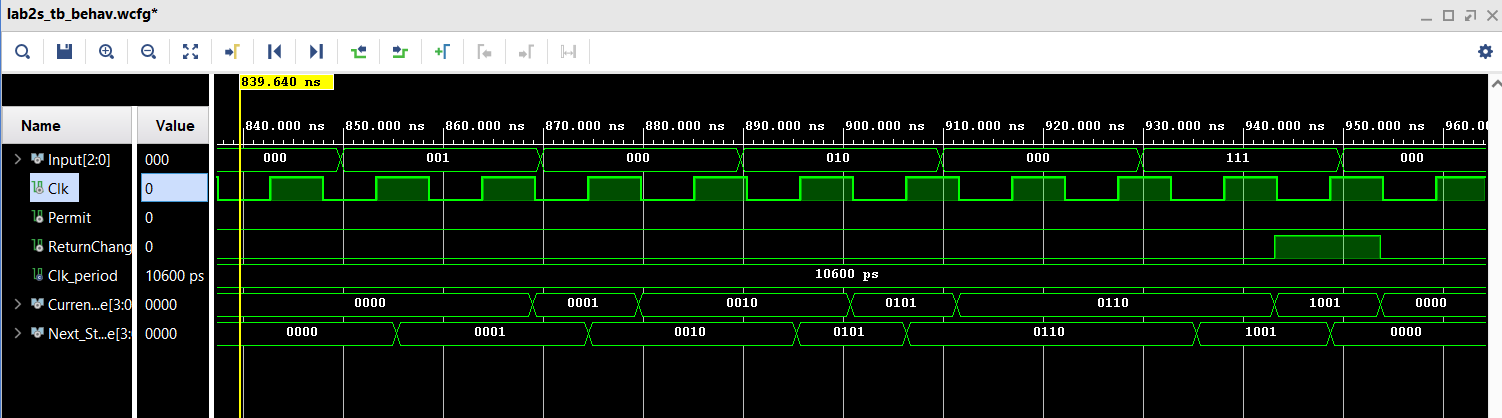 lab2s_tb_behav.wcfg*
839.640 ns
Name Value
840.000 ns 850.000 ns 860.000 ns 870.000 ns 880.000 ns 890.000 ns 900.000 ns 910.000 ns 920.000 ns 930.000 ns 940.000 ns 950.000 ns 960.0
Input[2:0] 000 000 001 000 010 000 111 000
Clk 0
Permit 0
ReturnChang 0
Clk_period 10600 ps 10600 ps
Curren...e[3:0 0000 0000 0001 0010 0101 0110 1001 0000
Next_St...e[3: 0000 0000 0001 0010 0101 0110 1001 0000